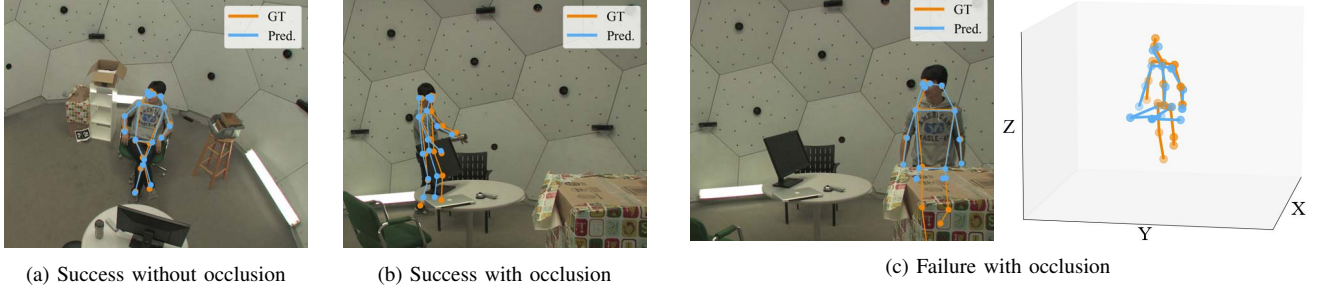 GT
Pred.
GT
Pred.
GT
Pred.
Z
X
Y
(a) Success without occlusion
(b) Success with occlusion
(c) Failure with occlusion